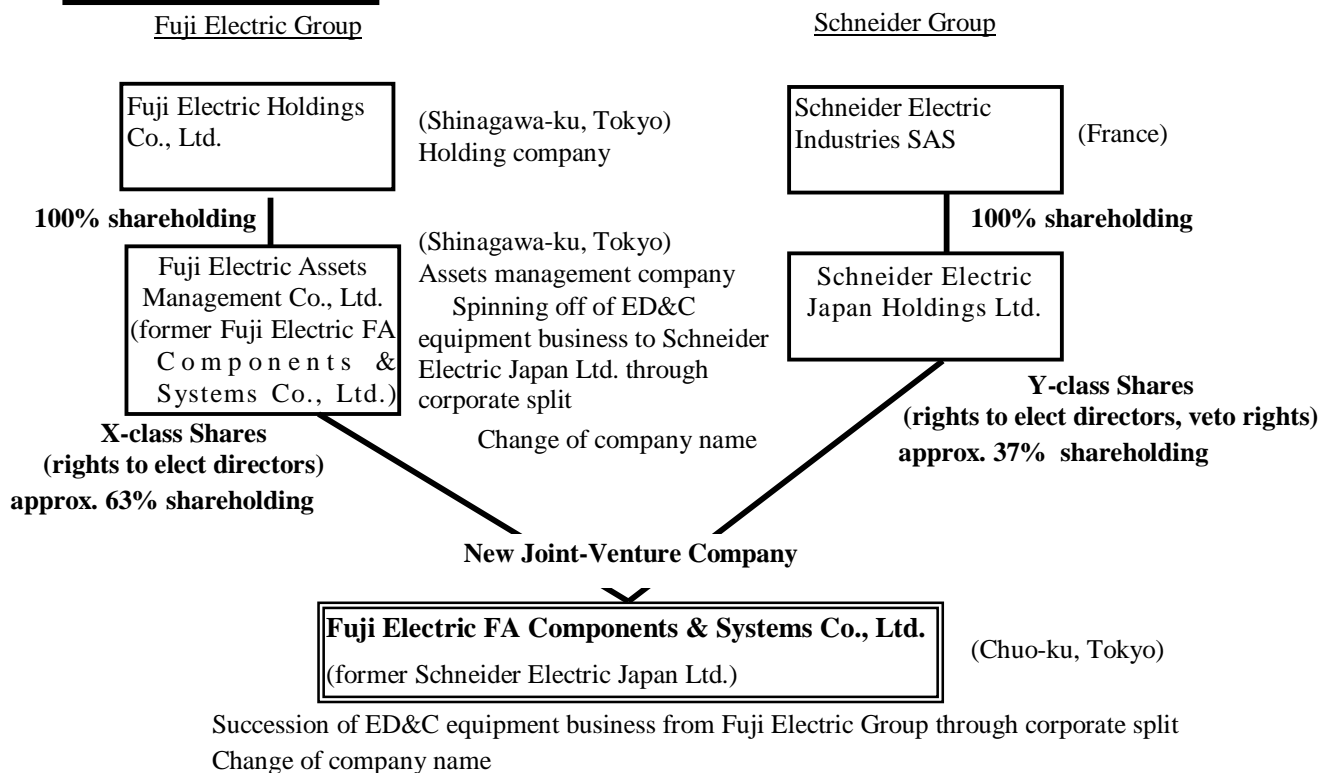 Fuji Electric Group
Schneider Group
Fuji Electric Holdings
Co., Ltd.
(Shinagawa-ku, Tokyo)
Holding company
Schneider Electric
Industries SAS
(France)
100% shareholding
100% shareholding
Fuji Electric Assets
Management Co., Ltd.
(former Fuji Electric FA
Components &
Systems Co., Ltd.)
(Shinagawa-ku, Tokyo)
Assets management company
Spinning off of ED&C
equipment business to Schneider
Electric Japan Ltd. through
corporate split
Change of company name
Schneider Electric
Japan Holdings Ltd.
X-class Shares
(rights to elect directors)
approx. 63% shareholding
Y-class Shares
(rights to elect directors, veto rights)
approx. 37% shareholding
New Joint-Venture Company
Fuji Electric FA Components & Systems Co., Ltd.
(former Schneider Electric Japan Ltd.)
(Chuo-ku, Tokyo)
Succession of ED&C equipment business from Fuji Electric Group through corporate split
Change of company name